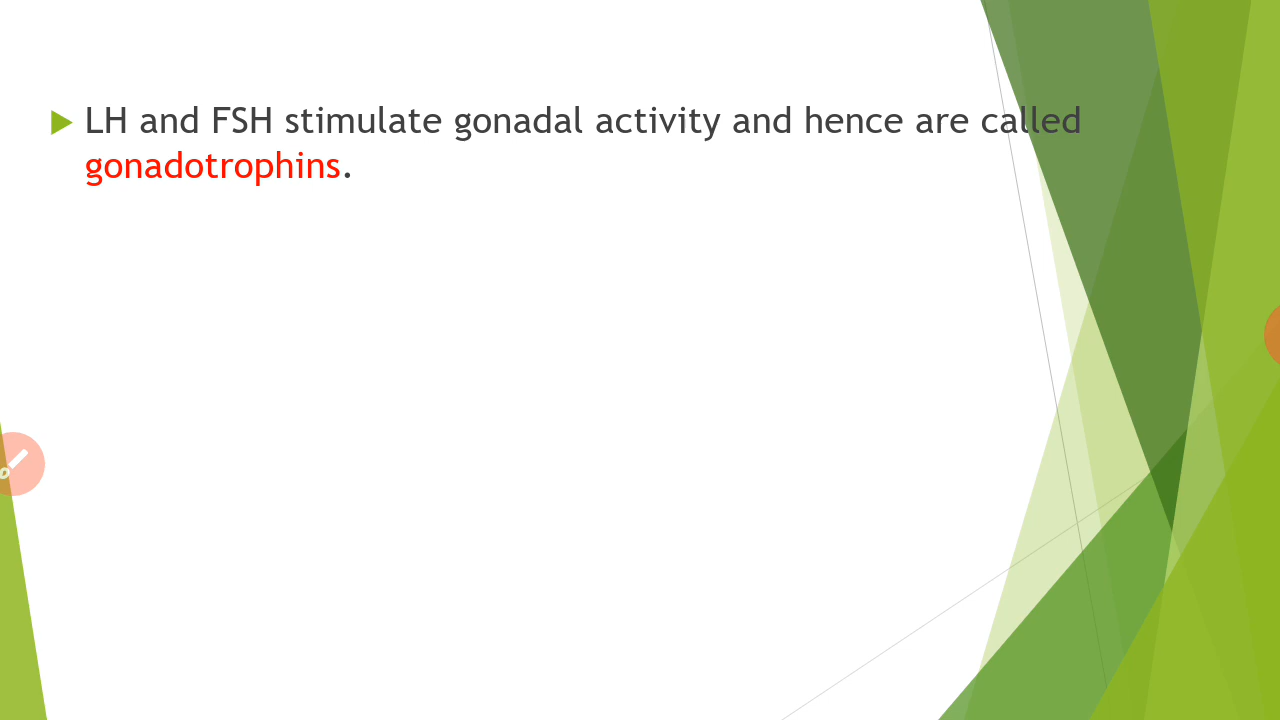 LH and FSH stimulate gonadal activity and hence are called
gonadotrophins.